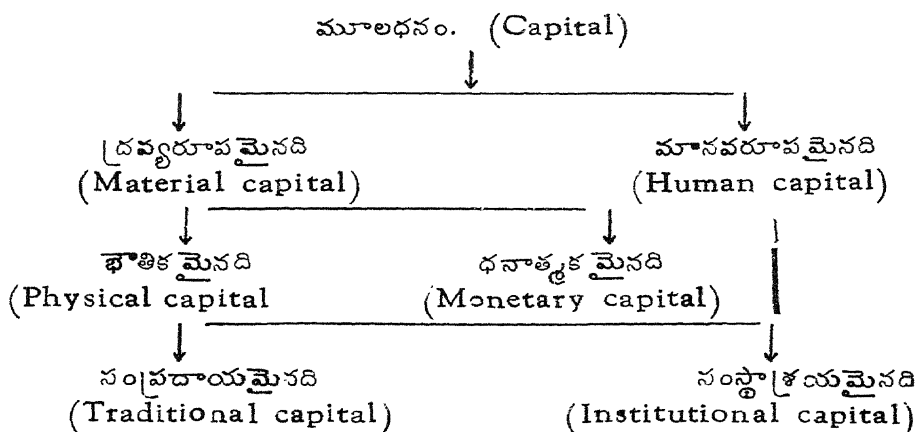 మూలధనం. (Capital)
ద్రవ్యరూపమైనది మానవరూపమైనది
(Material capital) (Human capital)
భౌతికమైనది ధనాత్మకమైనది
(Physical capital (Monetary capital)
సంప్రదాయమైనది సంస్థాశ్రయమైనది
(Traditional capital) (Institutional capital)